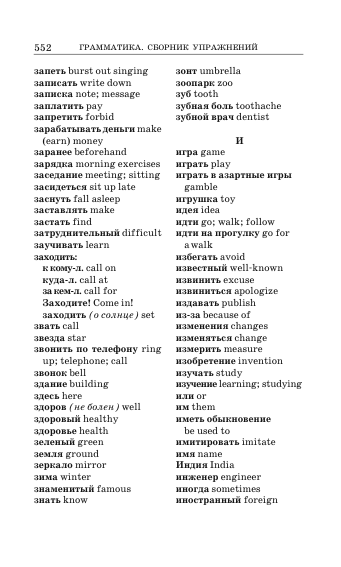 552 ГРАММАТИКА. СБОРНИК УПРАЖНЕНИЙ
запеть burst out singing
записать write down
записка note; message
заплатить pay
запретить forbid
зарабатывать деньги make
(earn) money
заранее beforehand
зарядка morning exercises
заседание meeting; sitting
засидеться sit up late
заснуть fall asleep
заставлять make
застать find
затруднительный difficult
заучивать learn
заходить:
к кому-л. call on
куда-л. call at
за кем-л. call for
Заходите! Come in!
заходить (о солнце) set
звать call
звезда star
звонить по телефону ring
up; telephone; call
звонок bell
здание building
здесь here
здоров (не болен) well
здоровый healthy
здоровье health
зеленый green
земля ground
зеркало mirror
зима winter
знаменитый famous
знать know
зонт umbrella
зоопарк zoo
зуб tooth
зубная боль toothache
зубной врач dentist
И
игра game
играть play
играть в азартные игры
gamble
игрушка toy
идея idea
идти go; walk; follow
идти на прогулку go for
a walk
избегать avoid
известный well-known
извинить excuse
извиниться apologize
издавать publish
из-за because of
изменения changes
изменяться change
измерить measure
изобретение invention
изучать study
изучение learning; studying
или or
им them
иметь обыкновение
be used to
имитировать imitate
имя name
Индия India
инженер engineer
иногда sometimes
иностранный foreign